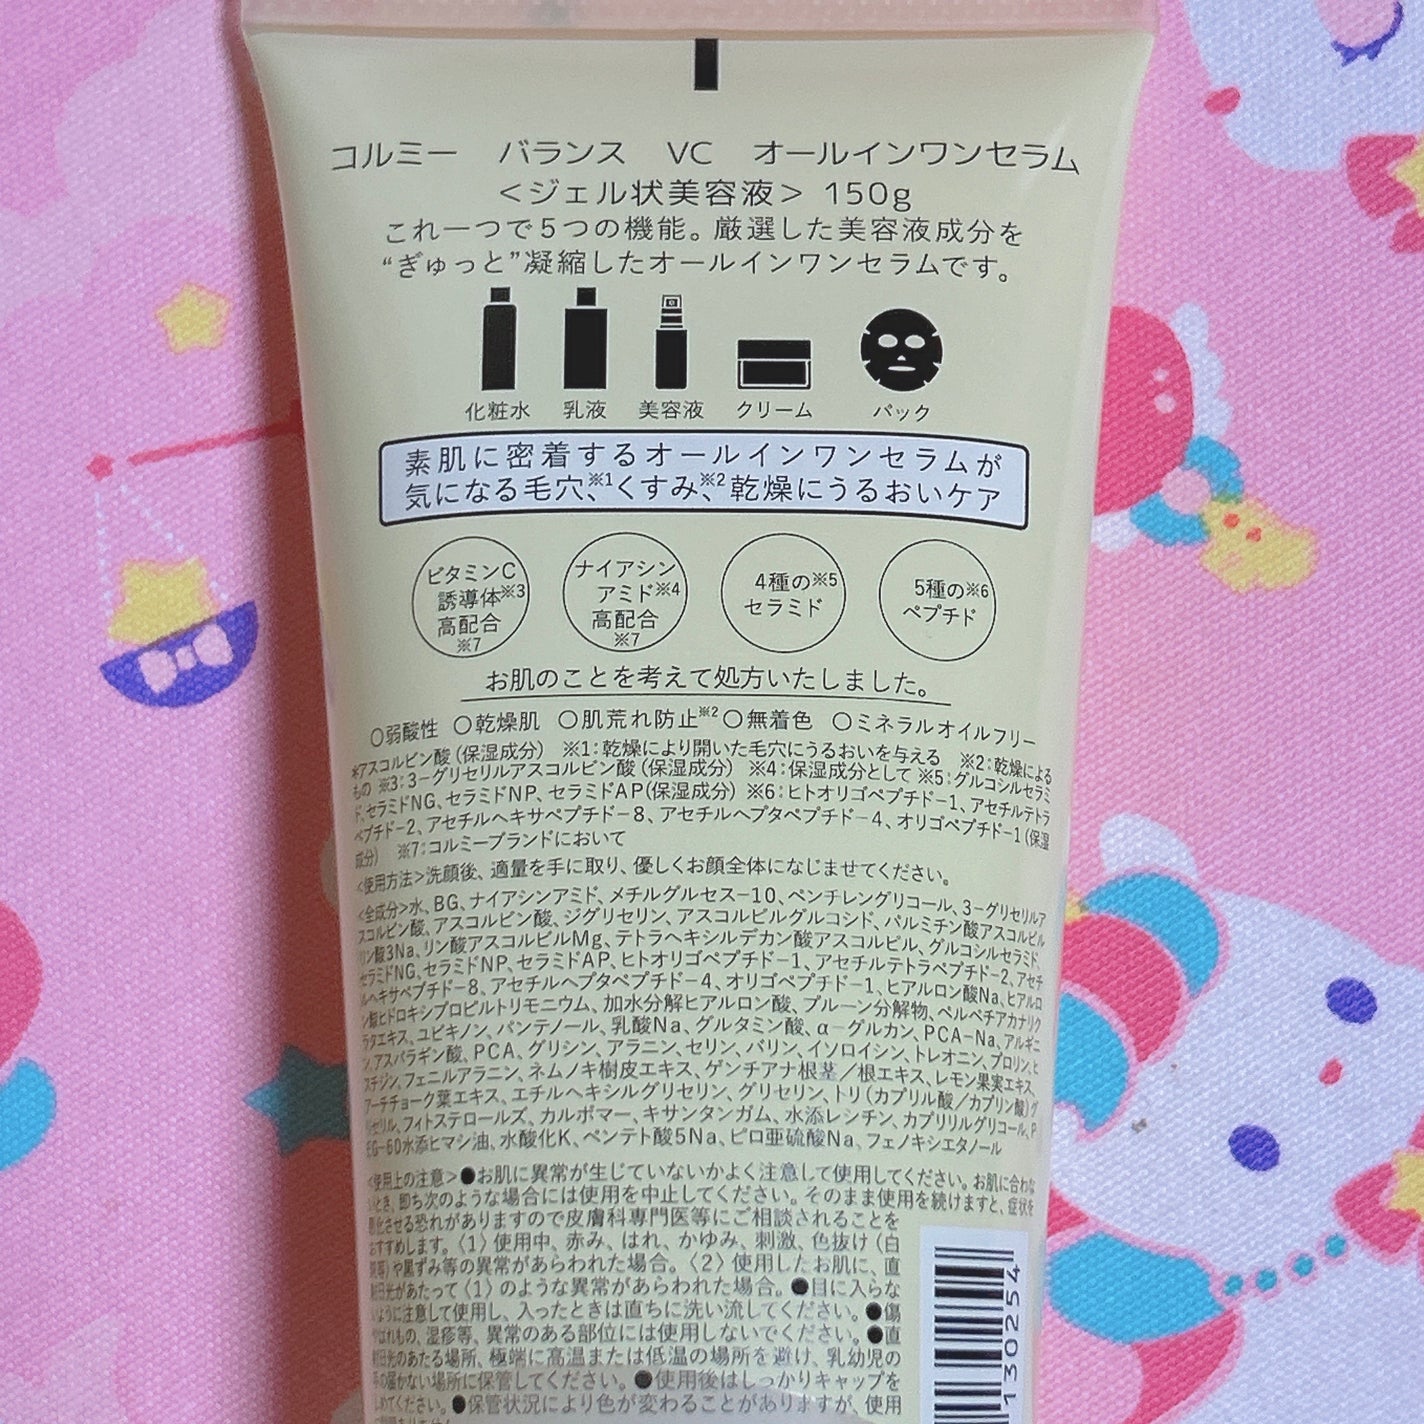 コルミー　バランス　VC　オールインワンセラム
＜ジェル状美容液＞ 150g
これ一つで5つの機能。厳選した美容液成分を
“ぎゅっと”凝縮したオールインワンセラムです。
化粧水　乳液　美容液　クリーム　パック
素肌に密着するオールインワンセラムが
気になる毛穴、※1くすみ、※2乾燥にうるおいケア
ビタミンC
誘導体※3
高配合
※7
ナイアシン
アミド※4
高配合
※7
4種の※5
セラミド
5種の※6
ペプチド
お肌のことを考えて処方いたしました。
○弱酸性　○乾燥肌　○肌荒れ防止※2　○無着色　○ミネラルオイルフリー
※アスコルビン酸（保湿成分）　※1：乾燥により開いた毛穴にうるおいを与える　※2：乾燥による
もの ※3：3−グリセリルアスコルビン酸（保湿成分）　※4：保湿成分として ※5：グルコシルセラミ
ド、セラミドNG、セラミドNP、セラミドAP（保湿成分） ※6：ヒトオリゴペプチド−1、アセチルテトラ
ペプチド−2、アセチルヘキサペプチド−8、アセチルヘプタペプチド−4、オリゴペプチド−1（保湿
成分）　※7：コルミーブランドにおいて
＜使用方法＞洗顔後、適量を手に取り、優しくお顔全体になじませてください。
＜全成分＞水、BG、ナイアシンアミド、メチルグルセス−10、ペンチレングリコール、3−グリセリルア
スコルビン酸、アスコルビン酸、ジグリセリン、アスコルビルグルコシド、パルミチン酸アスコルビル
リン酸3Na、リン酸アスコルビルMg、テトラヘキシルデカン酸アスコルビル、グルコシルセラミド、
セラミドNG、セラミドNP、セラミドAP、ヒトオリゴペプチド−1、アセチルテトラペプチド−2、アセチ
ルヘキサペプチド−8、アセチルヘプタペプチド−4、オリゴペプチド−1、ヒアルロン酸Na、ヒアルロ
ン酸ヒドロキシプロピルトリモニウム、加水分解ヒアルロン酸、プルーン分解物、ペルベチアカナリク
ラタエキス、ユビキノン、パンテノール、乳酸Na、グルタミン酸、α−グルカン、PCA−Na、アルギニ
ン、アスパラギン酸、PCA、グリシン、アラニン、セリン、バリン、イソロイシン、トレオニン、プロリン、ヒ
スチジン、フェニルアラニン、ネムノキ樹皮エキス、ゲンチアナ根茎／根エキス、レモン果実エキス、
アーチチョーク葉エキス、エチルヘキシルグリセリン、グリセリン、トリ（カプリル酸／カプリン酸）グ
リセリル、フィトステロールズ、カルボマー、キサンタンガム、水添レシチン、カプリリルグリコール、P
EG−60水添ヒマシ油、水酸化K、ペンテト酸5Na、ピロ亜硫酸Na、フェノキシエタノール
＜使用上の注意＞●お肌に異常が生じていないかよく注意して使用してください。お肌に合わな
いとき、即ち次のような場合には使用を中止してください。そのまま使用を続けますと、症状を
悪化させる恐れがありますので皮膚科専門医等にご相談されることを
おすすめします。〈1〉使用中、赤み、はれ、かゆみ、刺激、色抜け（白
斑等）や黒ずみ等の異常があらわれた場合。〈2〉使用したお肌に、直
射日光があたって〈1〉のような異常があらわれた場合。●目に入らな
いように注意して使用し、入ったときは直ちに洗い流してください。●傷
やはれもの、湿疹等、異常のある部位には使用しないでください。●直
射日光のあたる場所、極端に高温または低温の場所を避け、乳幼児の
手の届かない場所に保管してください。●使用後はしっかりキャップを
しめてください。●保管状況により色が変わることがありますが、使用
130254